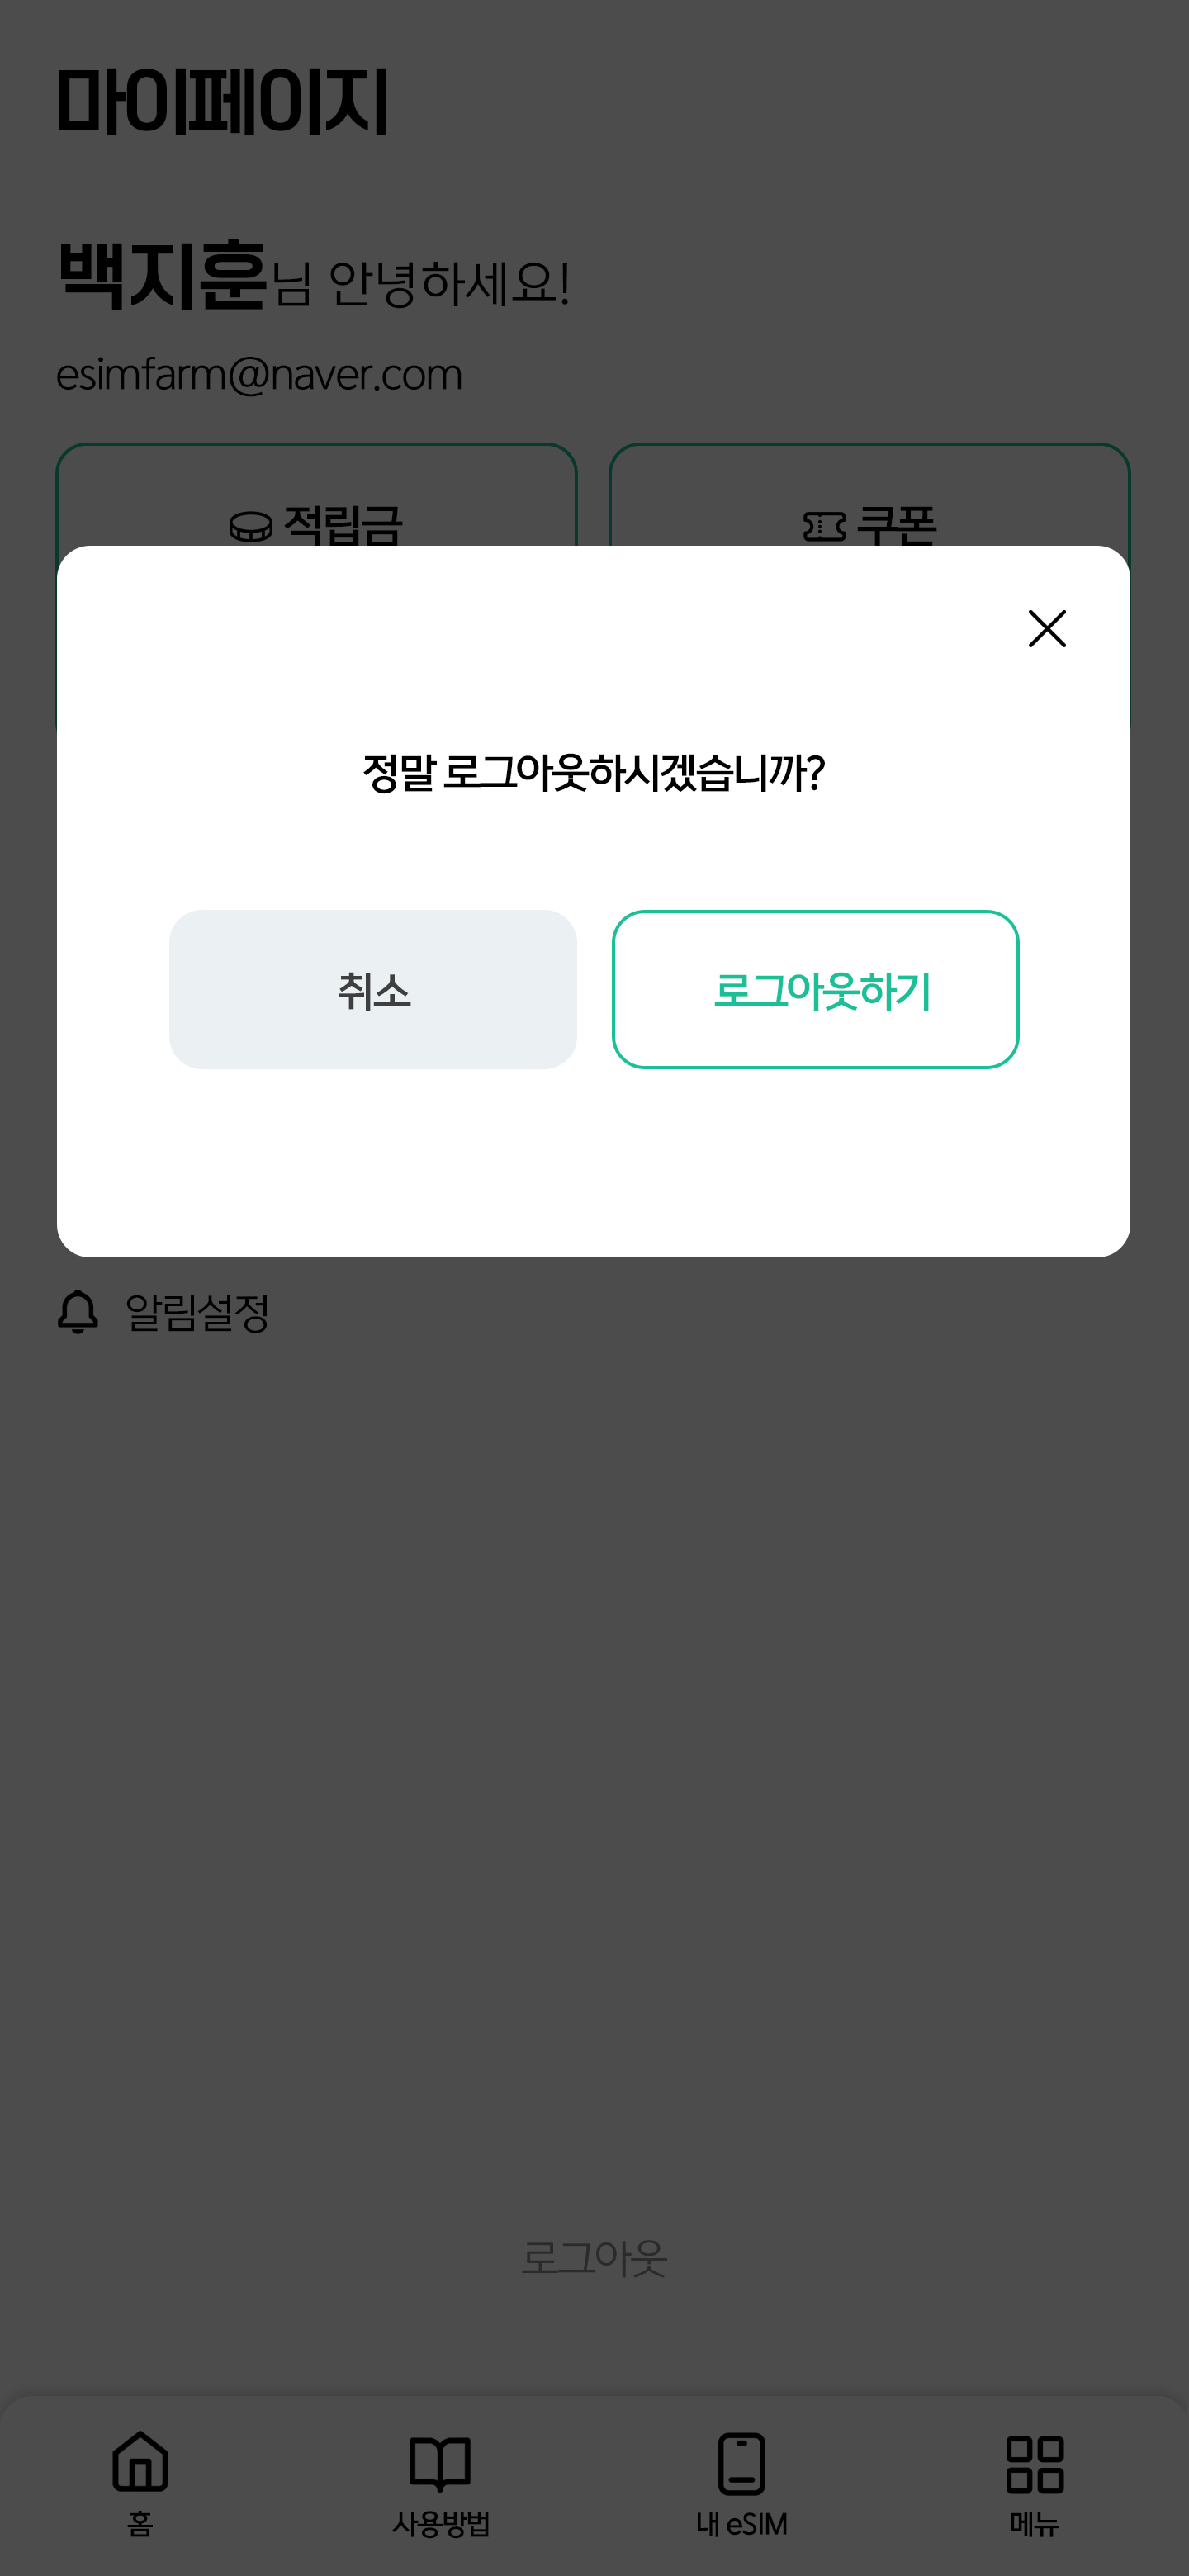 마이페이지
백지훈님 안녕하세요!
esimfarm@naver.com
적립금
쿠폰
정말 로그아웃하시겠습니까?
취소
로그아웃하기
알림설정
로그아웃
홈
사용방법
내 eSIM
메뉴